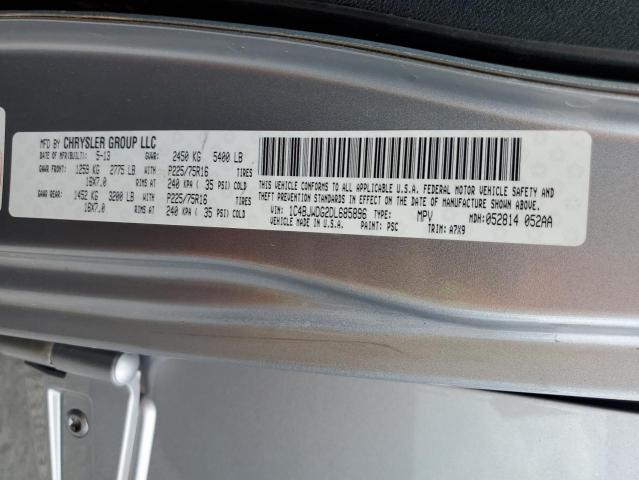 MFD BY CHRYSLER GROUP LLC
DATE OF MFR(BUILT): 5-13 GVWR: 2450 KG 5400 LB
GAWR FRONT: 1259 KG 2775 LB WITH P225/75R16 TIRES
16X7.0 RIMS AT 240 KPA ( 35 PSI) COLD
GAWR REAR: 1452 KG 3200 LB WITH P225/75R16 TIRES
16X7.0 RIMS AT 240 KPA ( 35 PSI) COLD
THIS VEHICLE CONFORMS TO ALL APPLICABLE U.S.A. FEDERAL MOTOR VEHICLE SAFETY AND
THEFT PREVENTION STANDARDS IN EFFECT ON THE DATE OF MANUFACTURE SHOWN ABOVE.
VIN: 1C4BJWDG2DL685896 TYPE: MPV MDH: 052814 052AA
VEHICLE MADE IN U.S.A. PAINT: PSC TRIM: A7X9